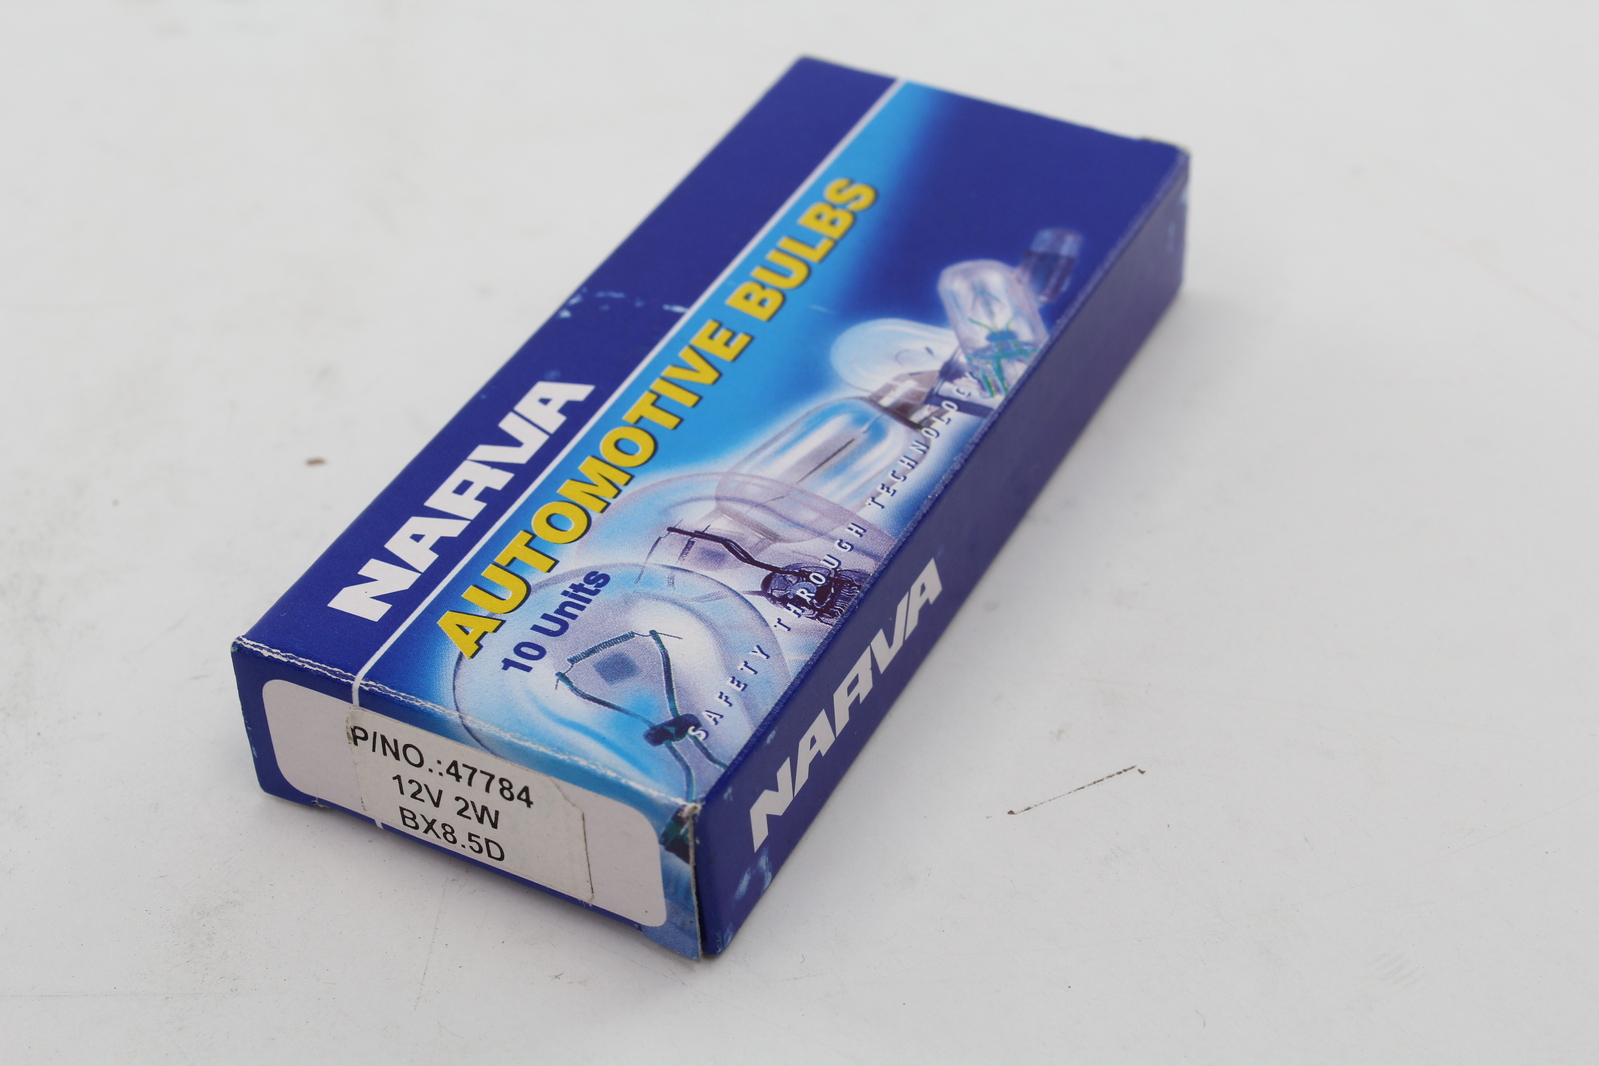 NARVA
AUTOMOTIVE BULBS
10 Units
SAFETY THROUGH TECHNOLOGY
NARVA
P/NO.:47784
12V 2W
BX8.5D